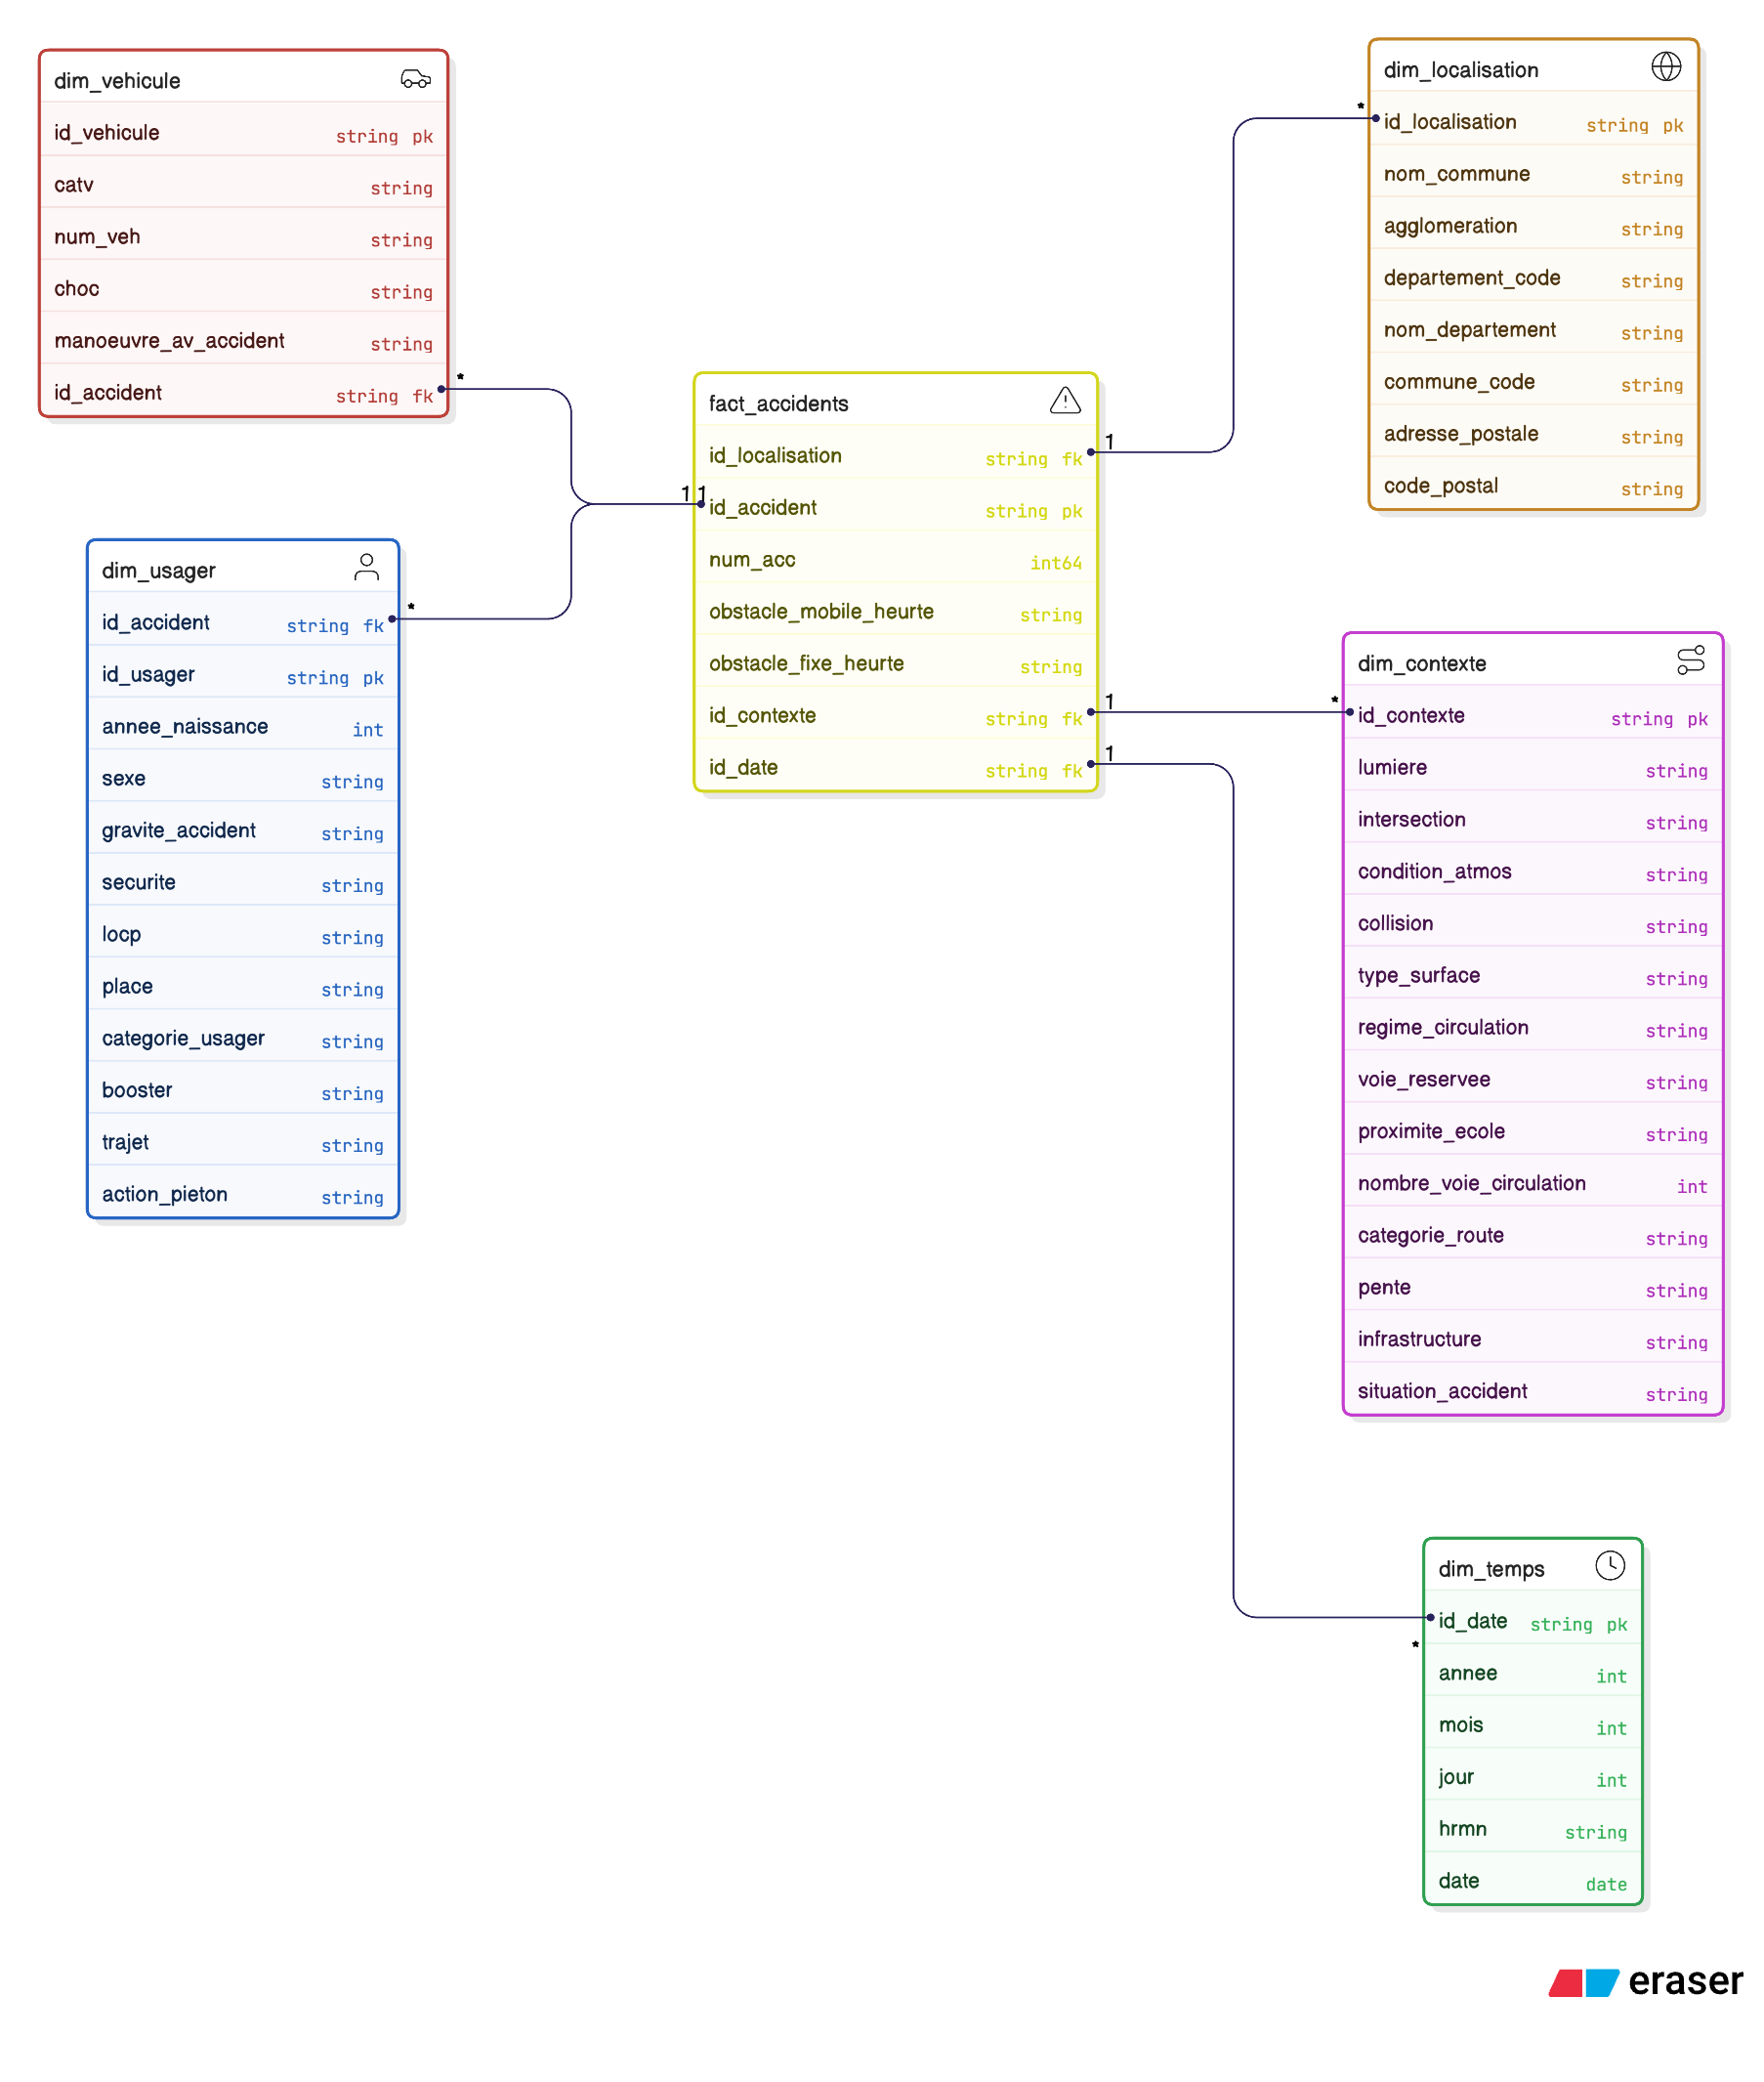 dim_vehicule
id_vehicule string pk
catv string
num_veh string
choc string
manoeuvre_av_accident string
id_accident string fk
*
dim_usager
id_accident string fk
*
id_usager string pk
annee_naissance int
sexe string
gravite_accident string
securite string
locp string
place string
categorie_usager string
booster string
trajet string
action_pieton string
fact_accidents
id_localisation string fk
1
1 1
id_accident string pk
num_acc int64
obstacle_mobile_heurte string
obstacle_fixe_heurte string
id_contexte string fk
1
id_date string fk
1
dim_localisation
*
id_localisation string pk
nom_commune string
agglomeration string
departement_code string
nom_departement string
commune_code string
adresse_postale string
code_postal string
dim_contexte
*
id_contexte string pk
lumiere string
intersection string
condition_atmos string
collision string
type_surface string
regime_circulation string
voie_reservee string
proximite_ecole string
nombre_voie_circulation int
categorie_route string
pente string
infrastructure string
situation_accident string
dim_temps
id_date string pk
*
annee int
mois int
jour int
hrmn string
date date
eraser